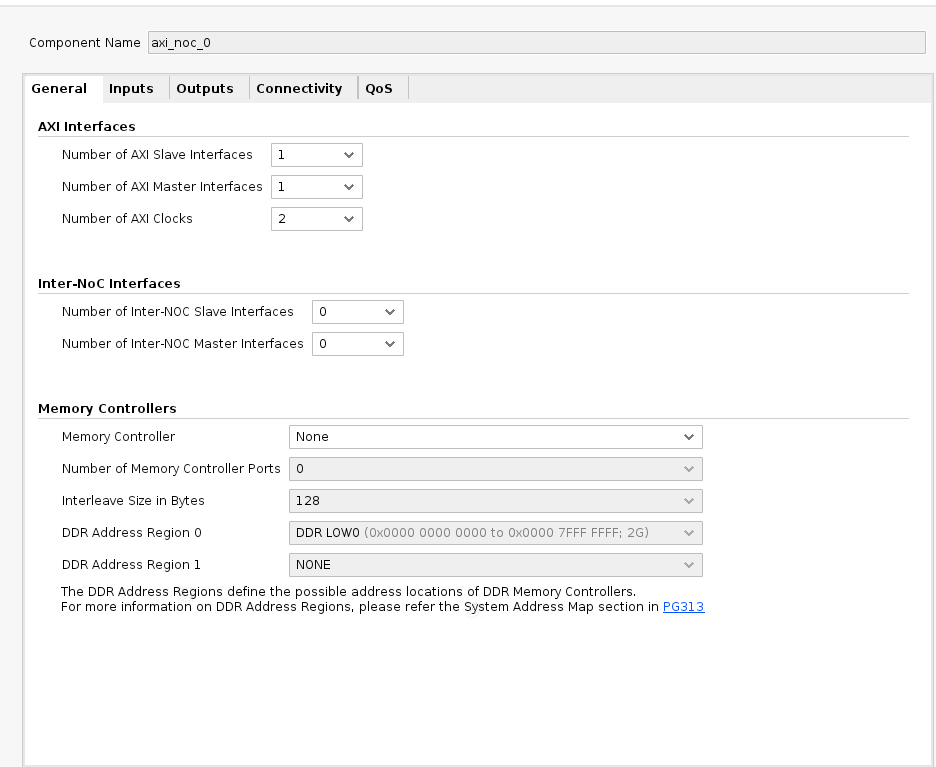 Component Name axi_noc_0
General Inputs Outputs Connectivity QoS
AXI Interfaces
Number of AXI Slave Interfaces 1
Number of AXI Master Interfaces 1
Number of AXI Clocks 2
Inter-NoC Interfaces
Number of Inter-NOC Slave Interfaces 0
Number of Inter-NOC Master Interfaces 0
Memory Controllers
Memory Controller None
Number of Memory Controller Ports 0
Interleave Size in Bytes 128
DDR Address Region 0 DDR LOW0 (0x0000 0000 0000 to 0x0000 7FFF FFFF; 2G)
DDR Address Region 1 NONE
The DDR Address Regions define the possible address locations of DDR Memory Controllers.
For more information on DDR Address Regions, please refer the System Address Map section in PG313